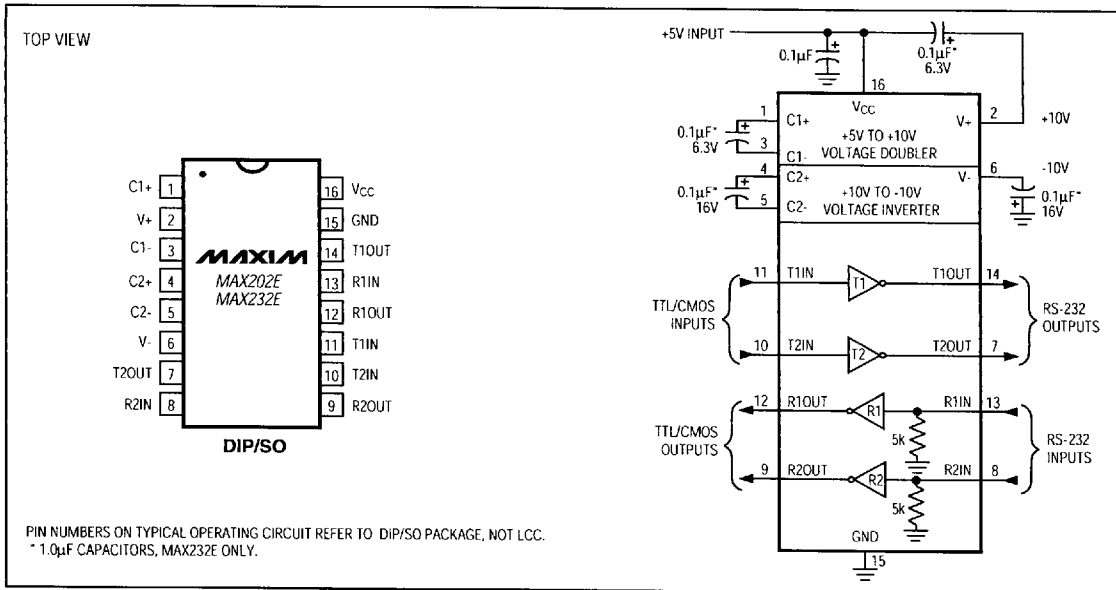 TOP VIEW
C1+ 1
V+ 2
C1- 3
C2+ 4
C2- 5
V- 6
T2OUT 7
R2IN 8
MAXIM
MAX202E
MAX232E
16 VCC
15 GND
14 T1OUT
13 R1IN
12 R1OUT
11 T1IN
10 T2IN
9 R2OUT
DIP/SO
PIN NUMBERS ON TYPICAL OPERATING CIRCUIT REFER TO DIP/SO PACKAGE, NOT LCC.
* 1.0µF CAPACITORS, MAX232E ONLY.
+5V INPUT
0.1µF
+
0.1µF*
6.3V
+
16
VCC
1
C1+
0.1µF*
6.3V
+
3
C1-
+5V TO +10V
VOLTAGE DOUBLER
V+
2
+10V
4
C2+
0.1µF*
16V
+
5
C2-
+10V TO -10V
VOLTAGE INVERTER
V-
6
-10V
+
0.1µF*
16V
TTL/CMOS
INPUTS
11 T1IN T1 T1OUT 14
10 T2IN T2 T2OUT 7
RS-232
OUTPUTS
TTL/CMOS
OUTPUTS
12 R1OUT R1 R1IN 13
5k
9 R2OUT R2 R2IN 8
5k
RS-232
INPUTS
GND
15